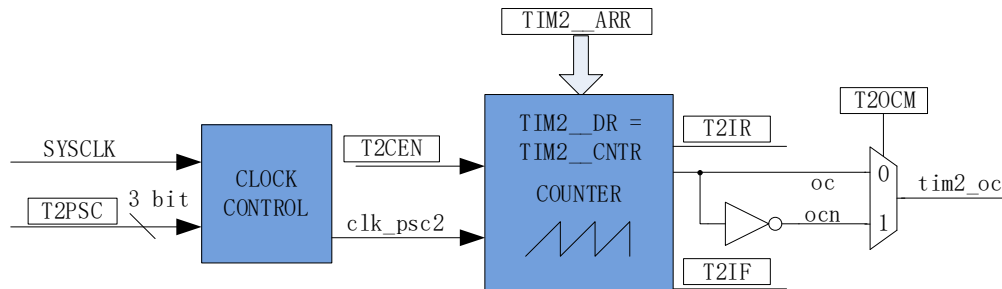 TIM2__ARR
SYSCLK
T2PSC
3 bit
CLOCK
CONTROL
T2CEN
clk_psc2
TIM2__DR =
TIM2__CNTR
COUNTER
T2IR
oc
ocn
T2IF
T2OCM
0
1
tim2_oc